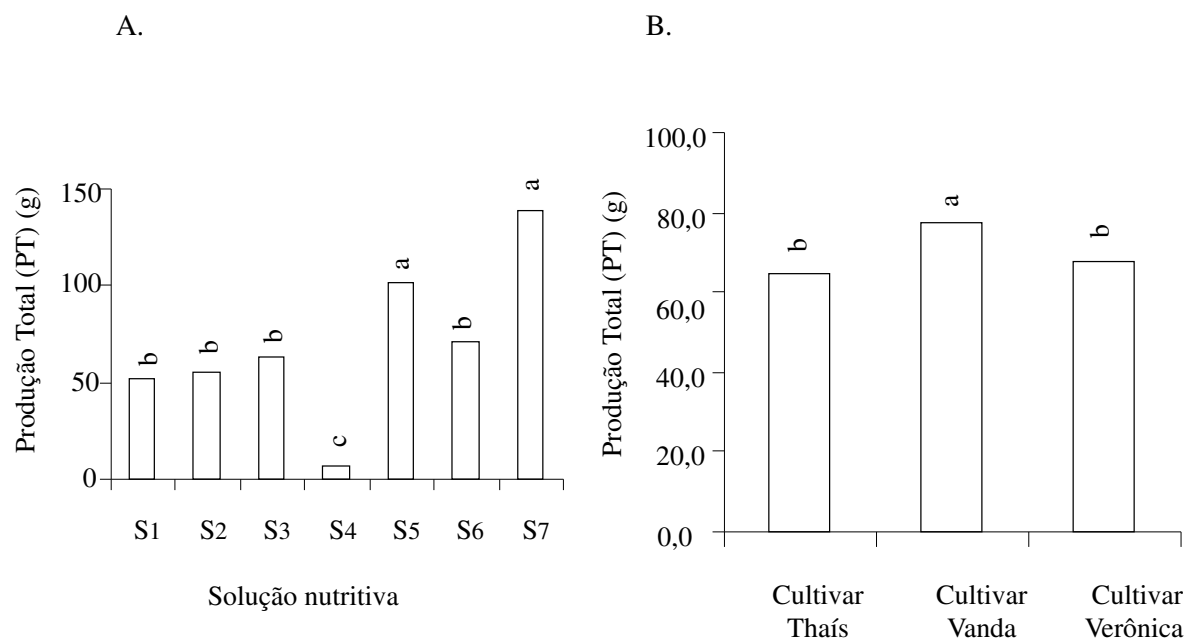 A.
Produção Total (PT) (g)
150
100
50
0
b
b
b
c
a
b
a
S1 S2 S3 S4 S5 S6 S7
Solução nutritiva
B.
Produção Total (PT) (g)
100,0
80,0
60,0
40,0
20,0
0,0
b
a
b
Cultivar
Thaís
Cultivar
Vanda
Cultivar
Verônica